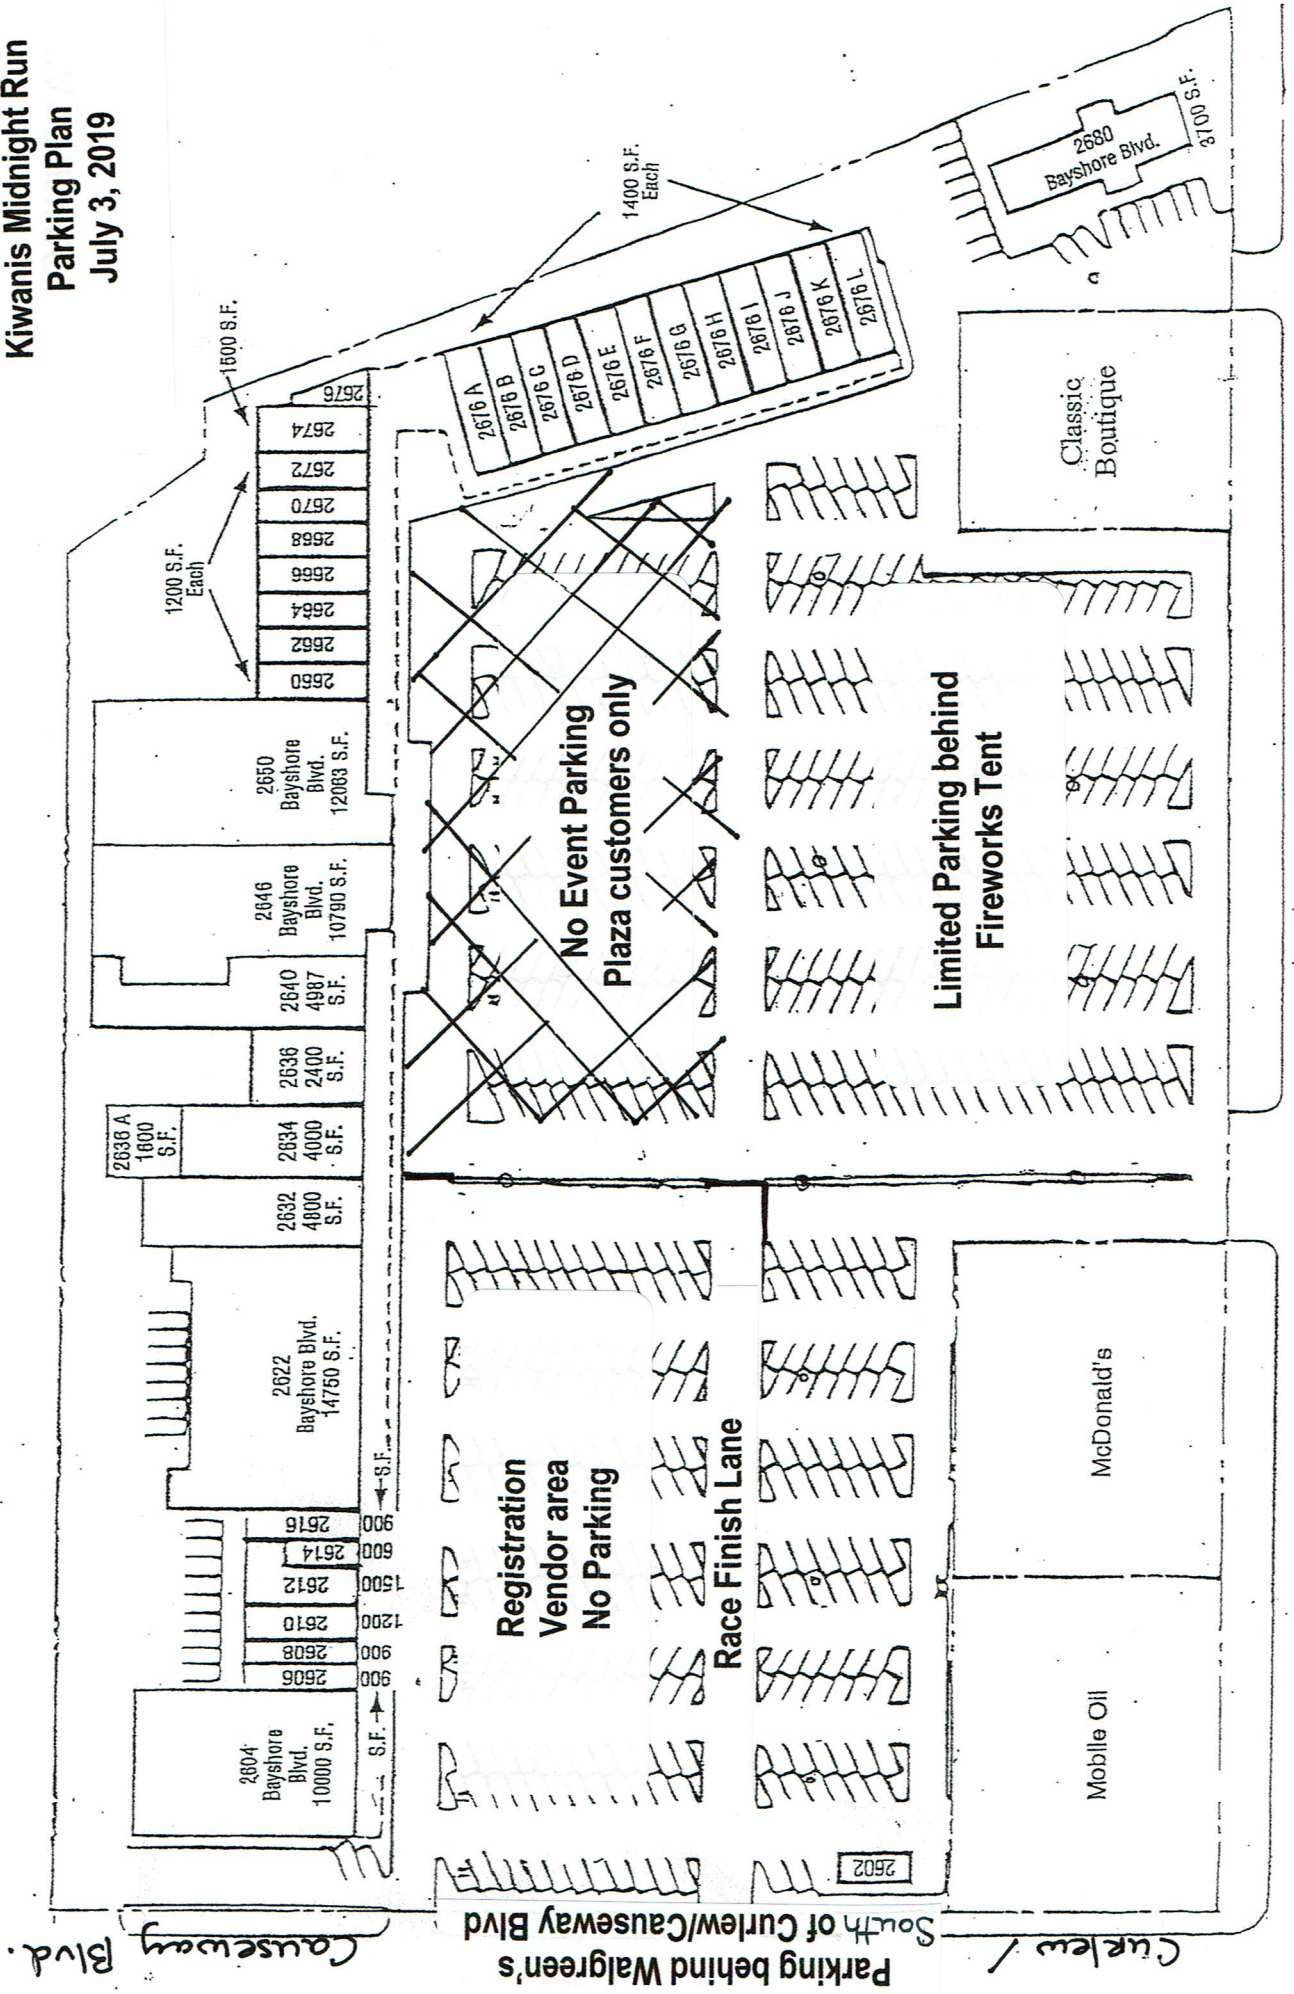 Kiwanis Midnight Run
Parking Plan
July 3, 2019
1500 S.F.
1200 S.F.
Each
1400 S.F.
Each
2604
Bayshore
Blvd.
10000 S.F.
S.F.
2606
2608
2610
2612
2614
2616
900
900
1200
1500
600
900
S.F.
2622
Bayshore Blvd.
14750 S.F.
2632
4800
S.F.
2636 A
1600
S.F.
2634
4000
S.F.
2636
2400
S.F.
2640
4987
S.F.
2646
Bayshore
Blvd.
10790 S.F.
2650
Bayshore
Blvd.
12063 S.F.
2660
2662
2664
2666
2668
2670
2672
2674
2676
2676 A
2676 B
2676 C
2676 D
2676 E
2676 F
2676 G
2676 H
2676 I
2676 J
2676 K
2676 L
2680
Bayshore Blvd.
3700 S.F.
Registration
Vendor area
No Parking
No Event Parking
Plaza customers only
Race Finish Lane
Limited Parking behind
Fireworks Tent
2602
Mobile Oil
McDonald's
Classic
Boutique
Causeway
Blvd.
Parking behind Walgreen's
South of Curlew/Causeway Blvd
Curlew /